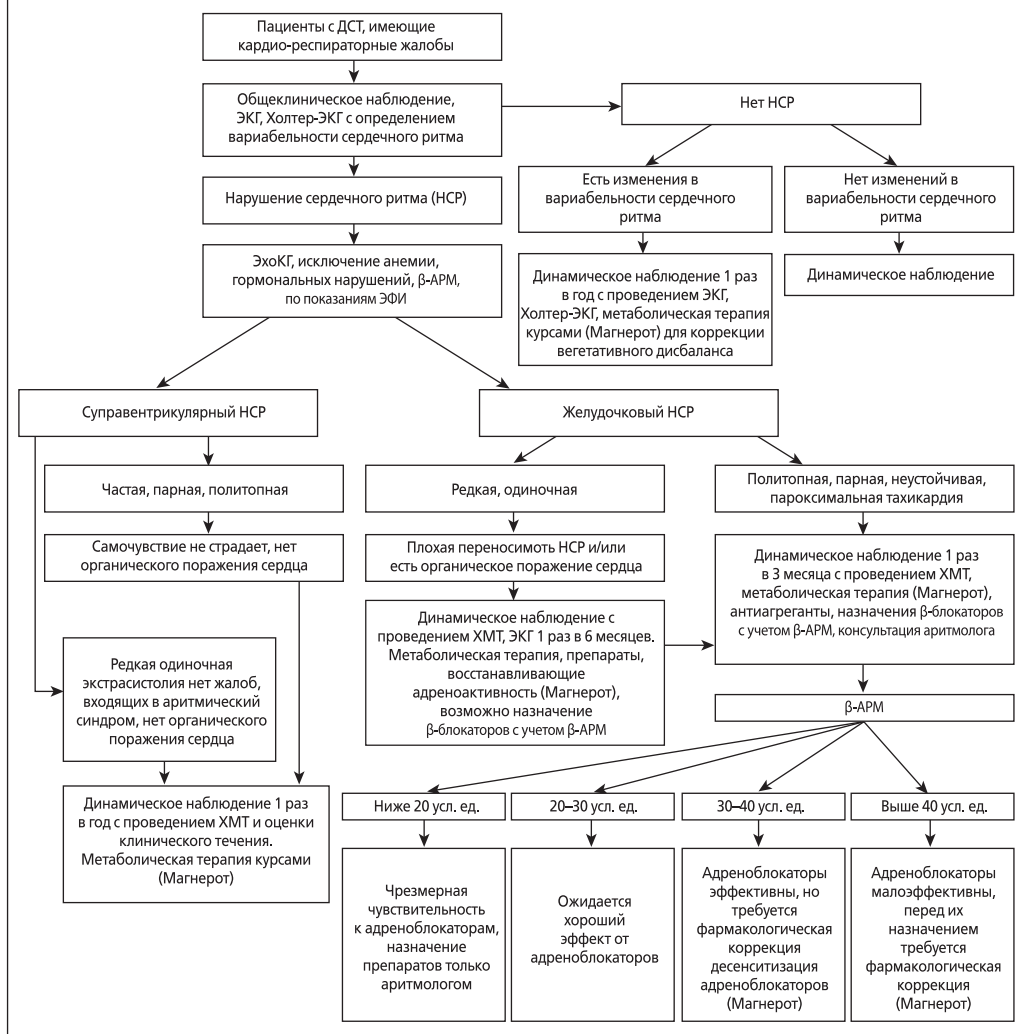 Пациенты с ДСТ, имеющие
кардио-респираторные жалобы
Общеклиническое наблюдение,
ЭКГ, Холтер-ЭКГ с определением
вариабельности сердечного ритма
Нет НСР
Нарушение сердечного ритма (НСР)
Есть изменения в
вариабельности сердечного
ритма
Нет изменений в
вариабельности сердечного
ритма
ЭхоКГ, исключение анемии,
гормональных нарушений, β-АРМ,
по показаниям ЭФИ
Динамическое наблюдение 1 раз
в год с проведением ЭКГ,
Холтер-ЭКГ, метаболическая терапия
курсами (Магнерот) для коррекции
вегетативного дисбаланса
Динамическое наблюдение
Суправентрикулярный НСР
Желудочковый НСР
Частая, парная, политопная
Редкая, одиночная
Политопная, парная, неустойчивая,
пароксимальная тахикардия
Самочувствие не страдает, нет
органического поражения сердца
Плохая переносимоть НСР и/или
есть органическое поражение сердца
Динамическое наблюдение 1 раз
в 3 месяца с проведением ХМТ,
метаболическая терапия (Магнерот),
антиагреганты, назначения β-блокаторов
с учетом β-АРМ, консультация аритмолога
Динамическое наблюдение с
проведением ХМТ, ЭКГ 1 раз в 6 месяцев.
Метаболическая терапия, препараты,
восстанавливающие
адреноактивность (Магнерот),
возможно назначение
β-блокаторов с учетом β-АРМ
Редкая одиночная
экстрасистолия нет жалоб,
входящих в аритмический
синдром, нет органического
поражения сердца
β-АРМ
Динамическое наблюдение 1 раз
в год с проведением ХМТ и оценки
клинического течения.
Метаболическая терапия курсами
(Магнерот)
Ниже 20 усл. ед.
20–30 усл. ед.
30–40 усл. ед.
Выше 40 усл. ед.
Чрезмерная
чувствительность
к адреноблокаторам,
назначение
препаратов только
аритмологом
Ожидается
хороший
эффект от
адреноблокаторов
Адреноблокаторы
эффективны, но
требуется
фармакологическая
коррекция
десенситизация
адреноблокаторов
(Магнерот)
Адреноблокаторы
малоэффективны,
перед их
назначением
требуется
фармакологическая
коррекция
(Магнерот)